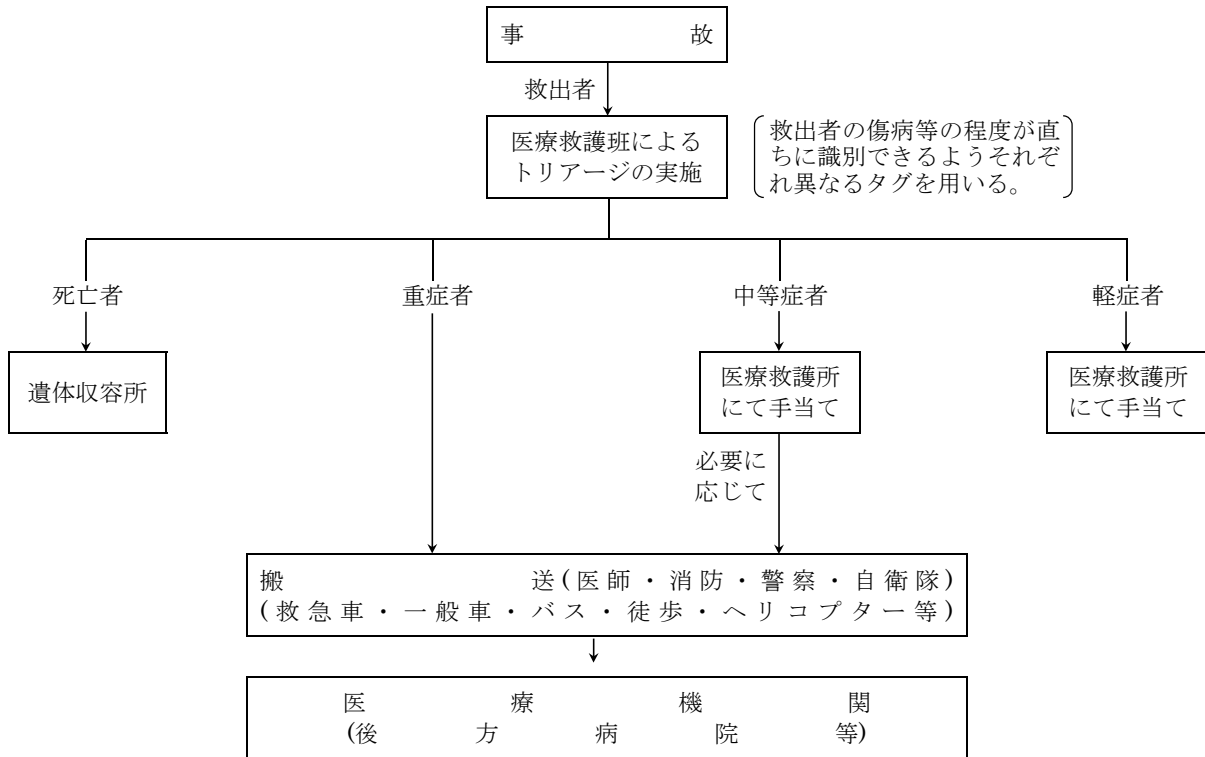 事故
救出者
医療救護班による
トリアージの実施
救出者の傷病等の程度が直
ちに識別できるようそれぞ
れ異なるタグを用いる。
死亡者
重症者
中等症者
軽症者
遺体収容所
医療救護所
にて手当て
医療救護所
にて手当て
必要に
応じて
搬送(医師・消防・警察・自衛隊)
(救急車・一般車・バス・徒歩・ヘリコプター等)
医療機関
(後方病院等)